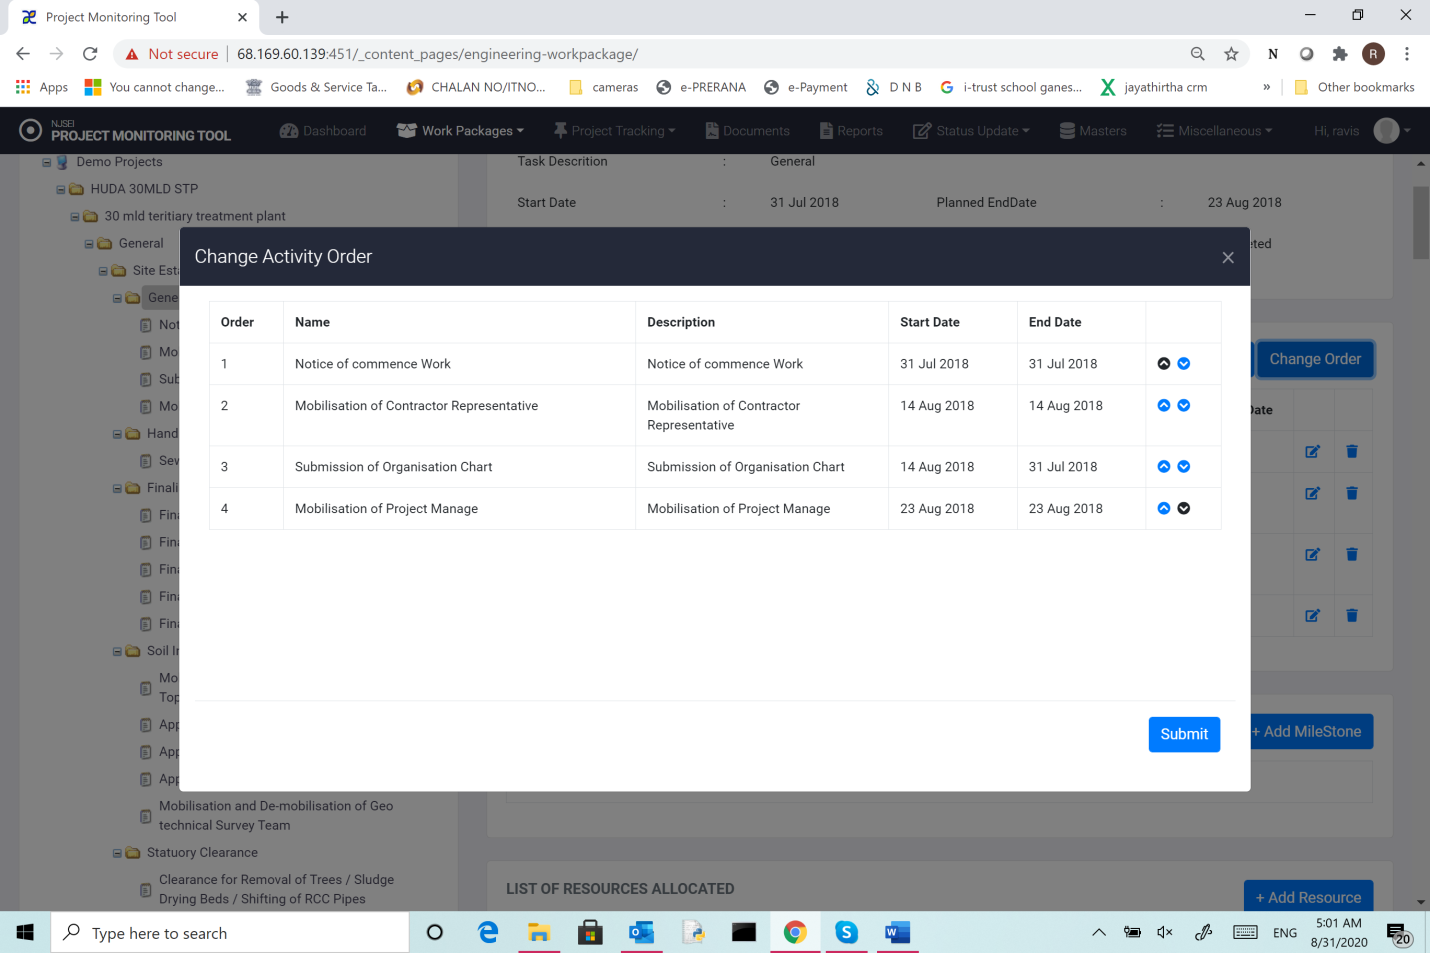 Project Monitoring Tool
Not secure | 68.169.60.139:451/_content_pages/engineering-workpackage/
N
R
Apps
You cannot change...
Goods & Service Ta...
CHALAN NO/ITNO...
cameras
e-PRERANA
e-Payment
D N B
i-trust school ganes...
jayathirtha crm
»
Other bookmarks
NJSEI
PROJECT MONITORING TOOL
Dashboard
Work Packages
Project Tracking
Documents
Reports
Status Update
Masters
Miscellaneous
Hi, ravis
Demo Projects
HUDA 30MLD STP
30 mld teritiary treatment plant
General
Site Esta
Gene
Not
Mo
Sub
Mo
Hand
Sev
Finali
Fina
Fin
Fina
Fin
Fina
Soil I
Mo
Top
App
App
App
Mobilisation and De-mobilisation of Geo
technical Survey Team
Statuory Clearance
Clearance for Removal of Trees / Sludge
Drying Beds / Shifting of RCC Pipes
Task Descrition : General
Start Date : 31 Jul 2018 Planned EndDate : 23 Aug 2018
eted
Change Order
Date
Change Activity Order
Order Name Description Start Date End Date
1 Notice of commence Work Notice of commence Work 31 Jul 2018 31 Jul 2018
2 Mobilisation of Contractor Representative Mobilisation of Contractor Representative 14 Aug 2018 14 Aug 2018
3 Submission of Organisation Chart Submission of Organisation Chart 14 Aug 2018 31 Jul 2018
4 Mobilisation of Project Manage Mobilisation of Project Manage 23 Aug 2018 23 Aug 2018
Submit
+ Add MileStone
LIST OF RESOURCES ALLOCATED
+ Add Resource
Type here to search
ENG
5:01 AM
8/31/2020
20